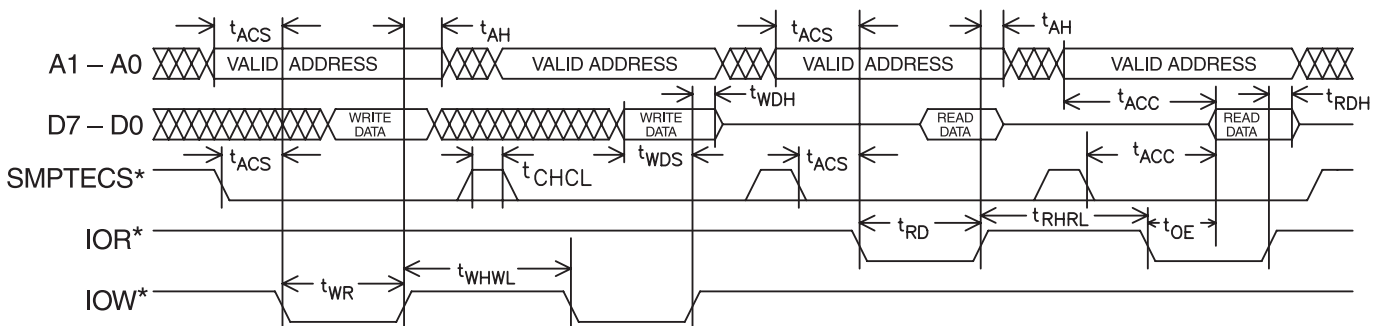 tACS tAH tACS tAH
A1 – A0 VALID ADDRESS VALID ADDRESS VALID ADDRESS VALID ADDRESS
tWDH tACC tRDH
D7 – D0 WRITE DATA WRITE DATA READ DATA READ DATA
tACS tWDS tACS tACC
SMPTECS* tCHCL
IOR* tRD tRHRL tOE
tWR tWHWL
IOW*